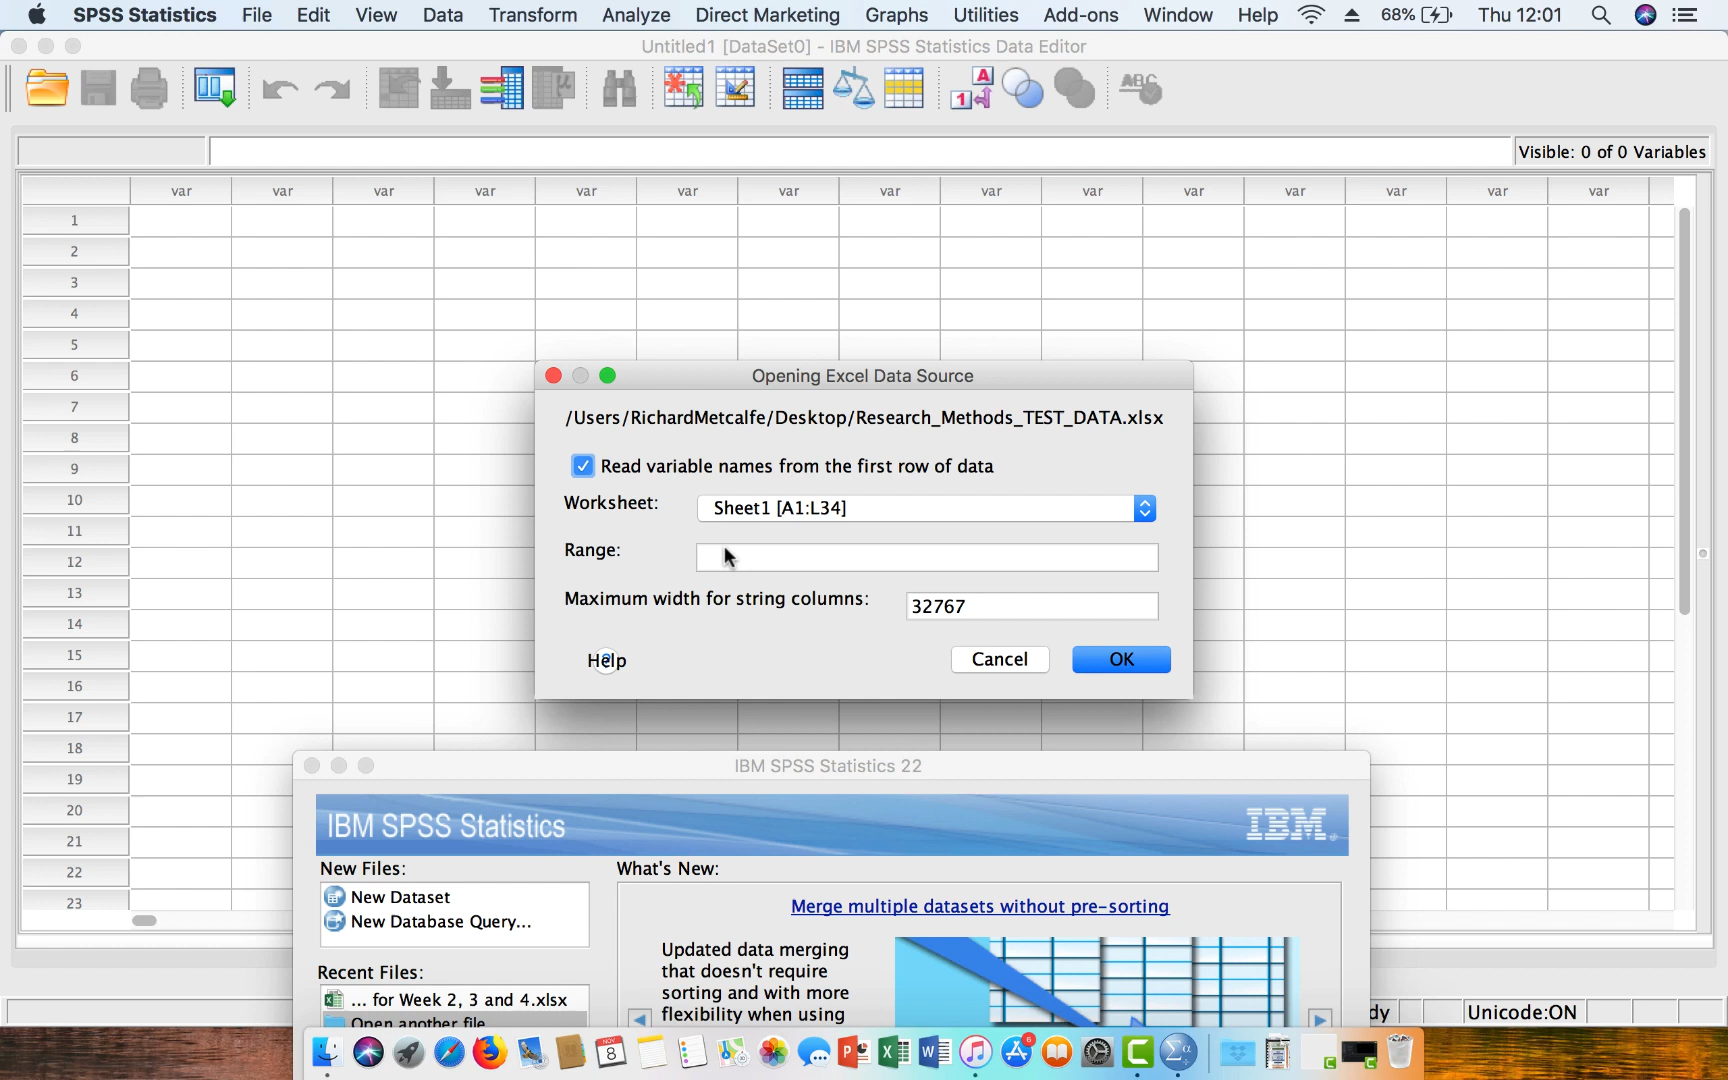 SPSS Statistics File Edit View Data Transform Analyze Direct Marketing Graphs Utilities Add-ons Window Help 68% Thu 12:01
Untitled1 [DataSet0] - IBM SPSS Statistics Data Editor
Visible: 0 of 0 Variables
var var var var var var var var var var var var var var var
1
2
3
4
5
6
7
8
9
10
11
12
13
14
15
16
17
18
19
20
21
22
23
Opening Excel Data Source
/Users/RichardMetcalfe/Desktop/Research_Methods_TEST_DATA.xlsx
Read variable names from the first row of data
Worksheet: Sheet1 [A1:L34]
Range:
Maximum width for string columns: 32767
Help Cancel OK
IBM SPSS Statistics 22
IBM SPSS Statistics IBM.
New Files: What's New:
New Dataset
New Database Query...
Merge multiple datasets without pre-sorting
Updated data merging
that doesn't require
sorting and with more
flexibility when using
Recent Files:
... for Week 2, 3 and 4.xlsx
Open another file
dy Unicode:ON